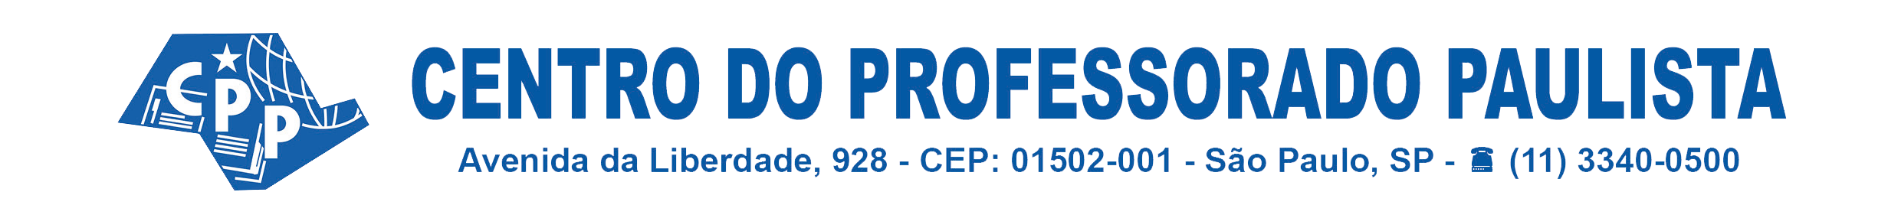 CPP
CENTRO DO PROFESSORADO PAULISTA
Avenida da Liberdade, 928 - CEP: 01502-001 - São Paulo, SP - ☎ (11) 3340-0500